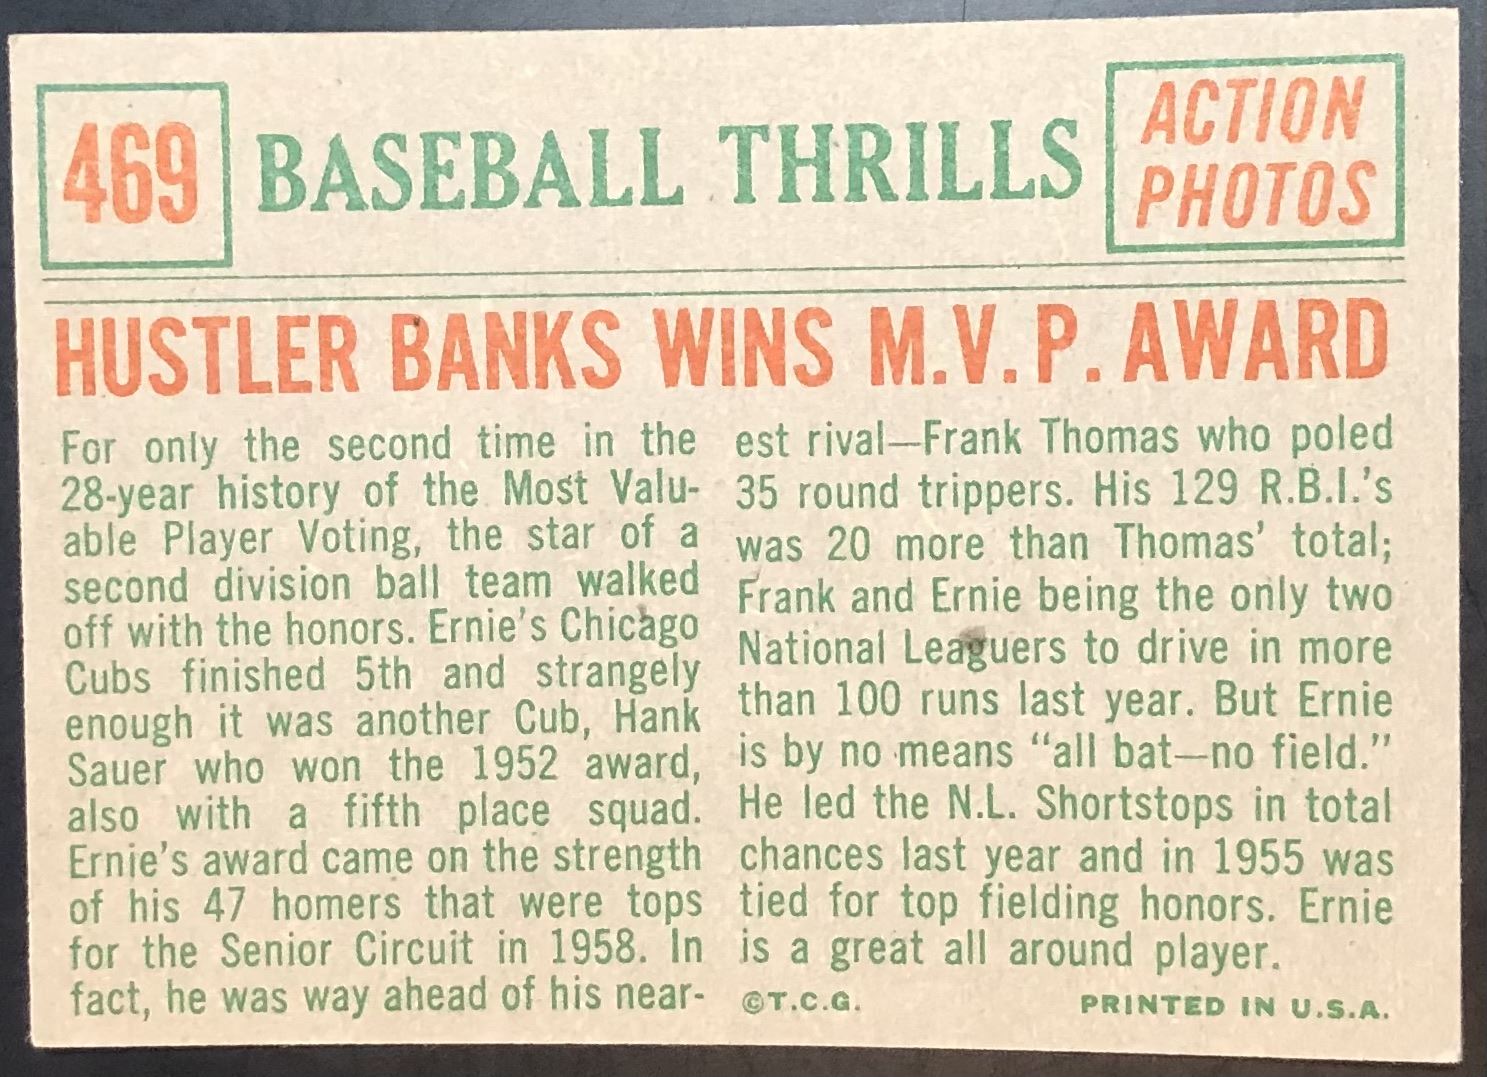 469
BASEBALL THRILLS
ACTION
PHOTOS
HUSTLER BANKS WINS M.V.P. AWARD
For only the second time in the
28-year history of the Most Valu-
able Player Voting, the star of a
second division ball team walked
off with the honors. Ernie's Chicago
Cubs finished 5th and strangely
enough it was another Cub, Hank
Sauer who won the 1952 award,
also with a fifth place squad.
Ernie's award came on the strength
of his 47 homers that were tops
for the Senior Circuit in 1958. In
fact, he was way ahead of his near-
est rival—Frank Thomas who poled
35 round trippers. His 129 R.B.I.'s
was 20 more than Thomas' total;
Frank and Ernie being the only two
National Leaguers to drive in more
than 100 runs last year. But Ernie
is by no means "all bat—no field."
He led the N.L. Shortstops in total
chances last year and in 1955 was
tied for top fielding honors. Ernie
is a great all around player.
©T.C.G.
PRINTED IN U.S.A.